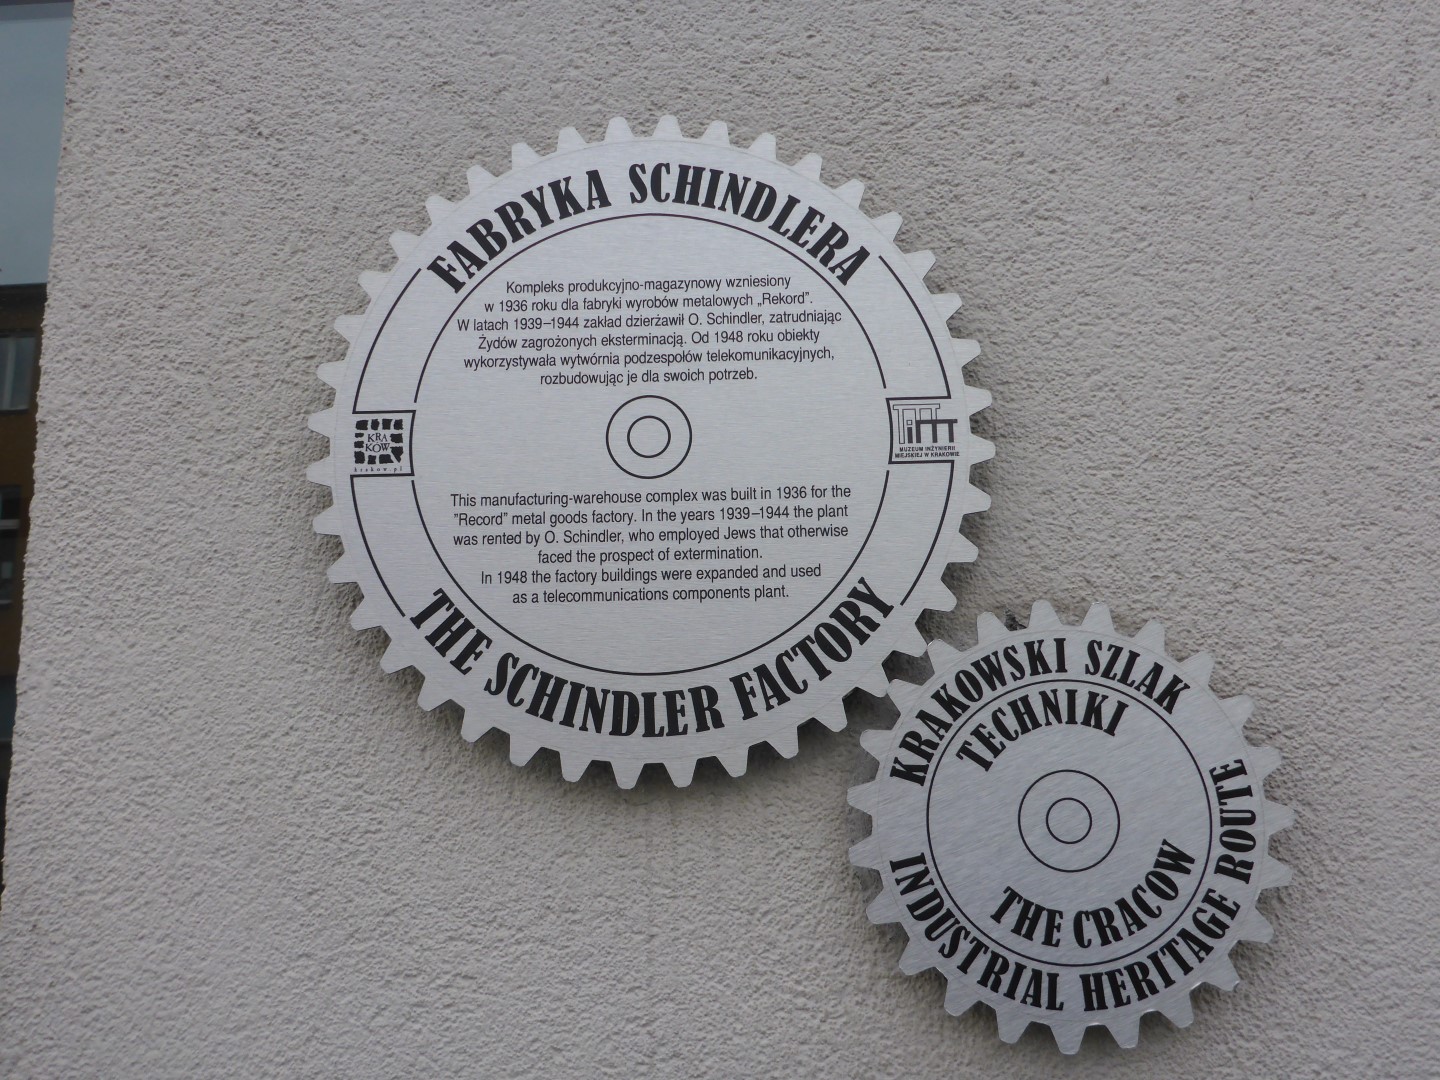 FABRYKA SCHINDLERA
Kompleks produkcyjno-magazynowy wzniesiony
w 1936 roku dla fabryki wyrobów metalowych „Rekord”.
W latach 1939–1944 zakład dzierżawił O. Schindler, zatrudniając
Żydów zagrożonych eksterminacją. Od 1948 roku obiekty
wykorzystywała wytwórnia podzespołów telekomunikacyjnych,
rozbudowując je dla swoich potrzeb.
KRA
KÓW
krakow.pl
MUZEUM INŻYNIERII
MIEJSKIEJ W KRAKOWIE
This manufacturing-warehouse complex was built in 1936 for the
”Record” metal goods factory. In the years 1939–1944 the plant
was rented by O. Schindler, who employed Jews that otherwise
faced the prospect of extermination.
In 1948 the factory buildings were expanded and used
as a telecommunications components plant.
THE SCHINDLER FACTORY
KRAKOWSKI SZLAK
TECHNIKI
THE CRACOW
INDUSTRIAL HERITAGE ROUTE